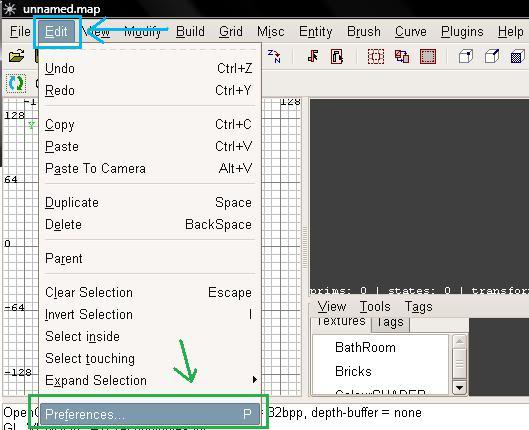 unnamed.map
File Edit View Modify Build Grid Misc Entity Brush Curve Plugins Help
Undo Ctrl+Z
Redo Ctrl+Y
Copy Ctrl+C
Paste Ctrl+V
Paste To Camera Alt+V
Duplicate Space
Delete BackSpace
Parent
Clear Selection Escape
Invert Selection I
Select inside
Select touching
Expand Selection
Preferences... P
128
128
64
0
-64
-128
prims: 0 | states: 0 | transfor
View Tools Tags
Textures Tags
BathRoom
Bricks
= 32bpp, depth-buffer = none